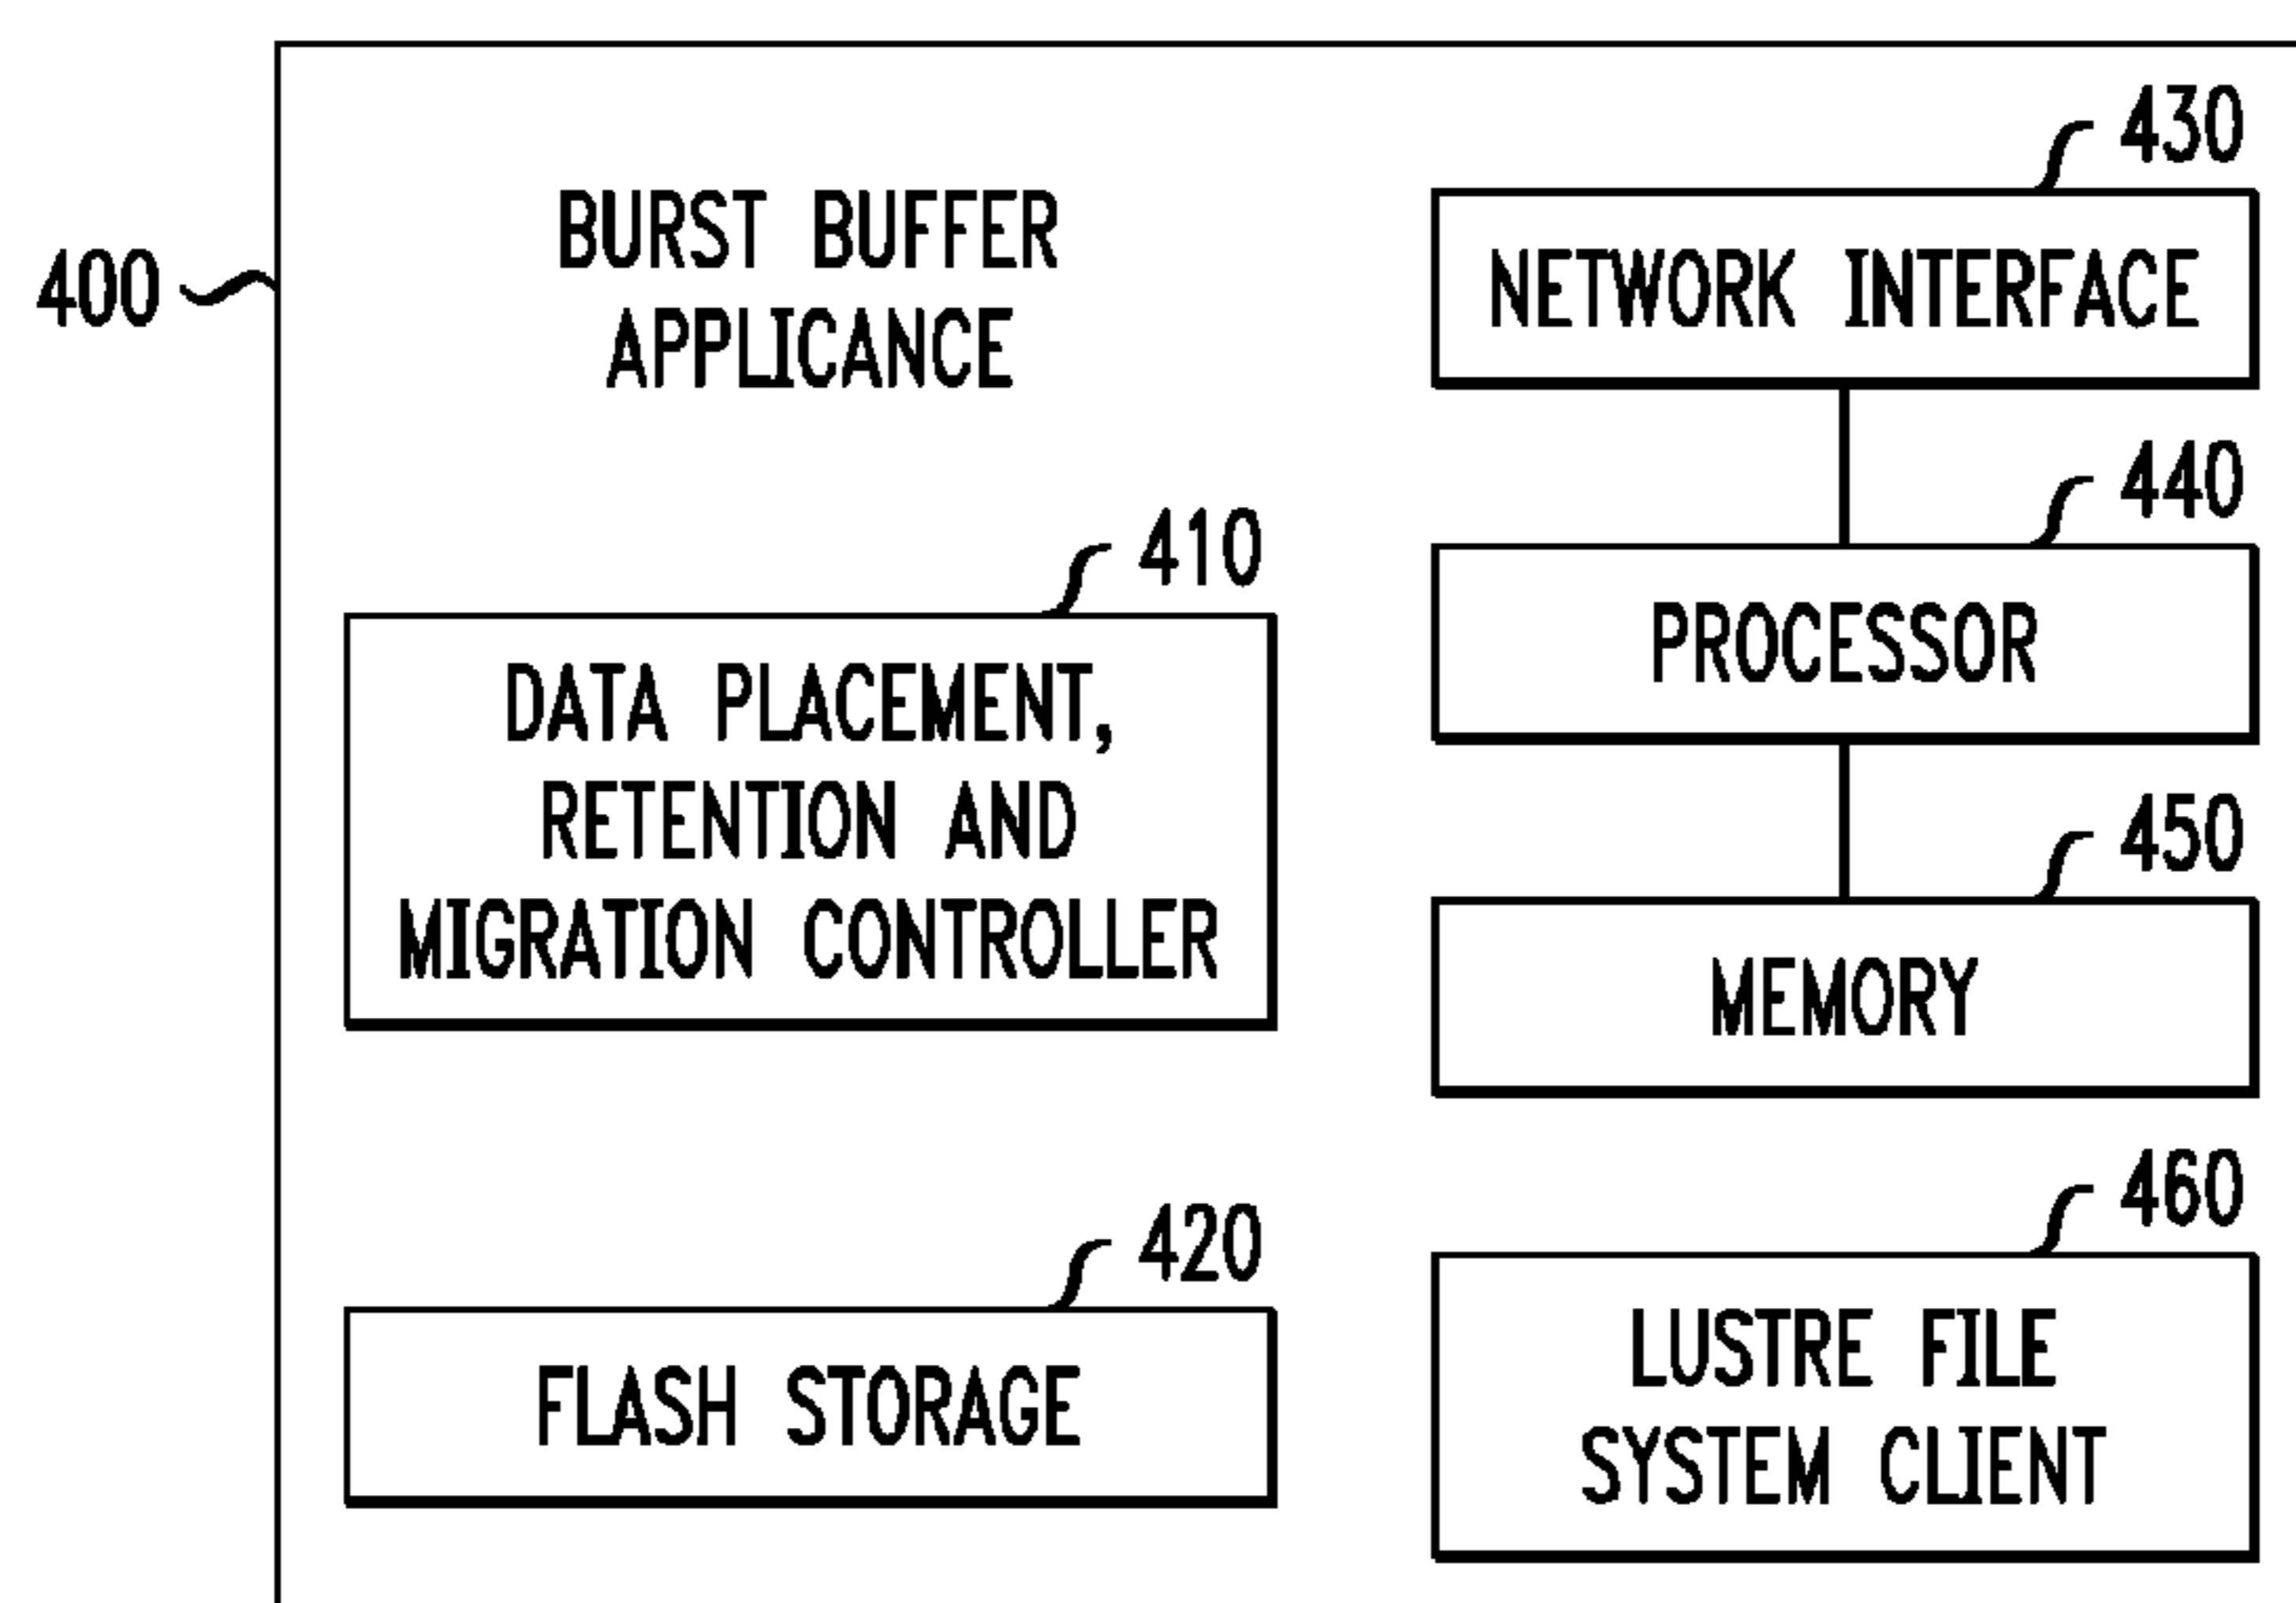 400
BURST BUFFER
APPLICANCE
410
DATA PLACEMENT,
RETENTION AND
MIGRATION CONTROLLER
420
FLASH STORAGE
430
NETWORK INTERFACE
440
PROCESSOR
450
MEMORY
460
LUSTRE FILE
SYSTEM CLIENT